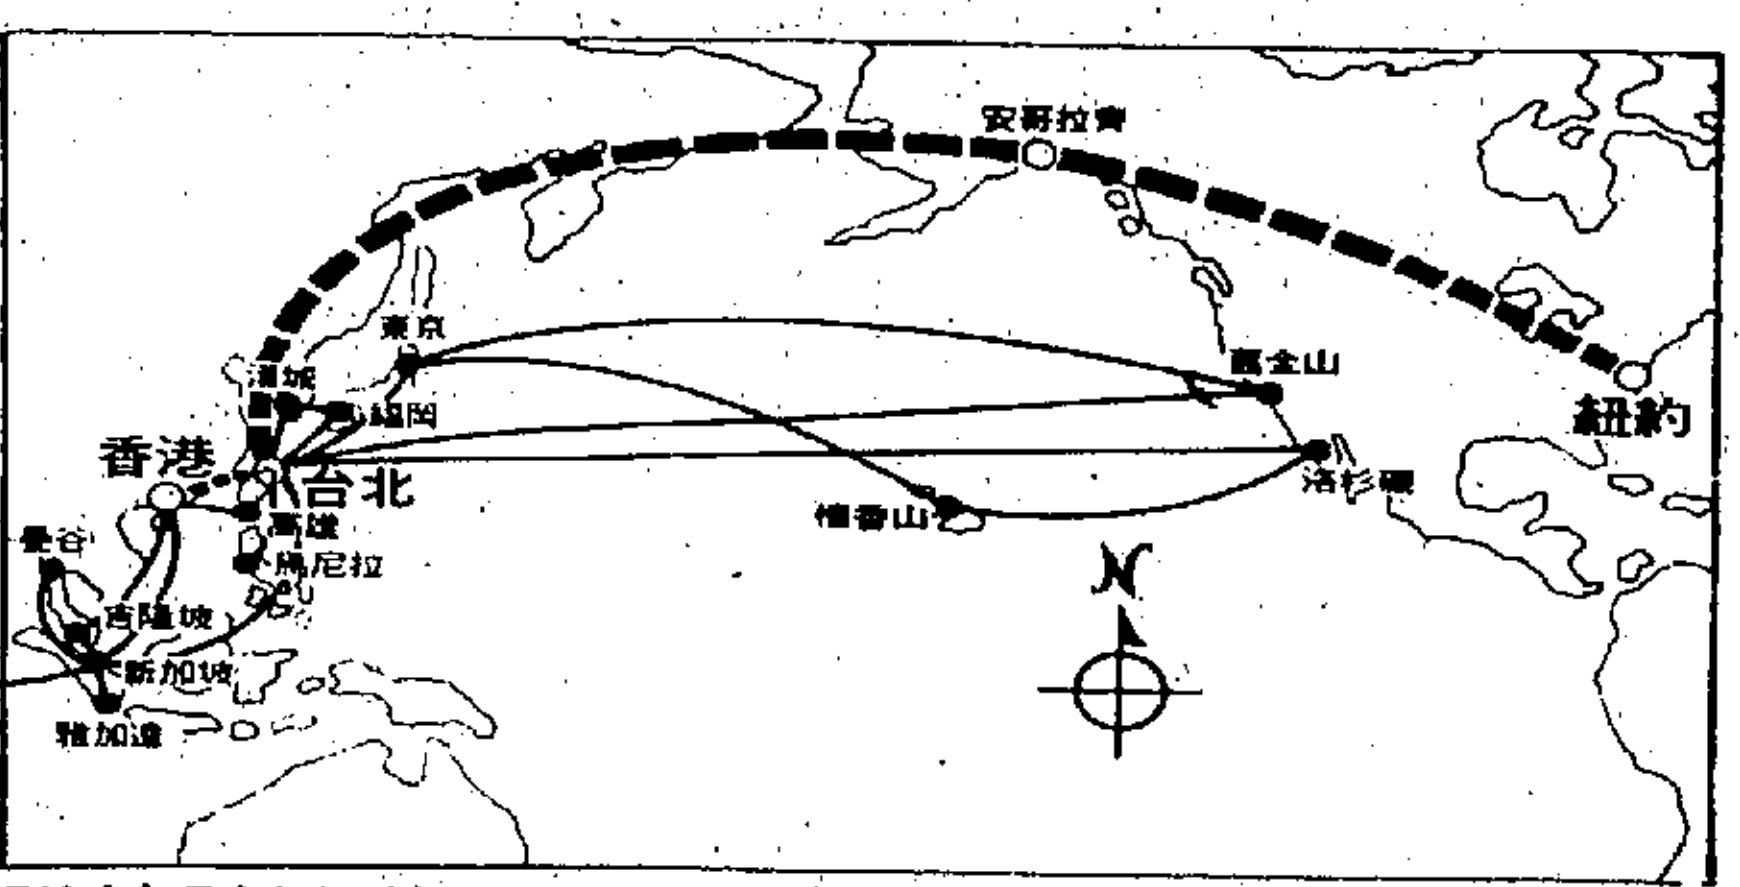 安哥拉齊
東京
漢城
舊金山
福岡
紐約
香港
台北
洛杉磯
高雄
檀香山
曼谷
馬尼拉
N
吉隆坡
新加坡
雅加達